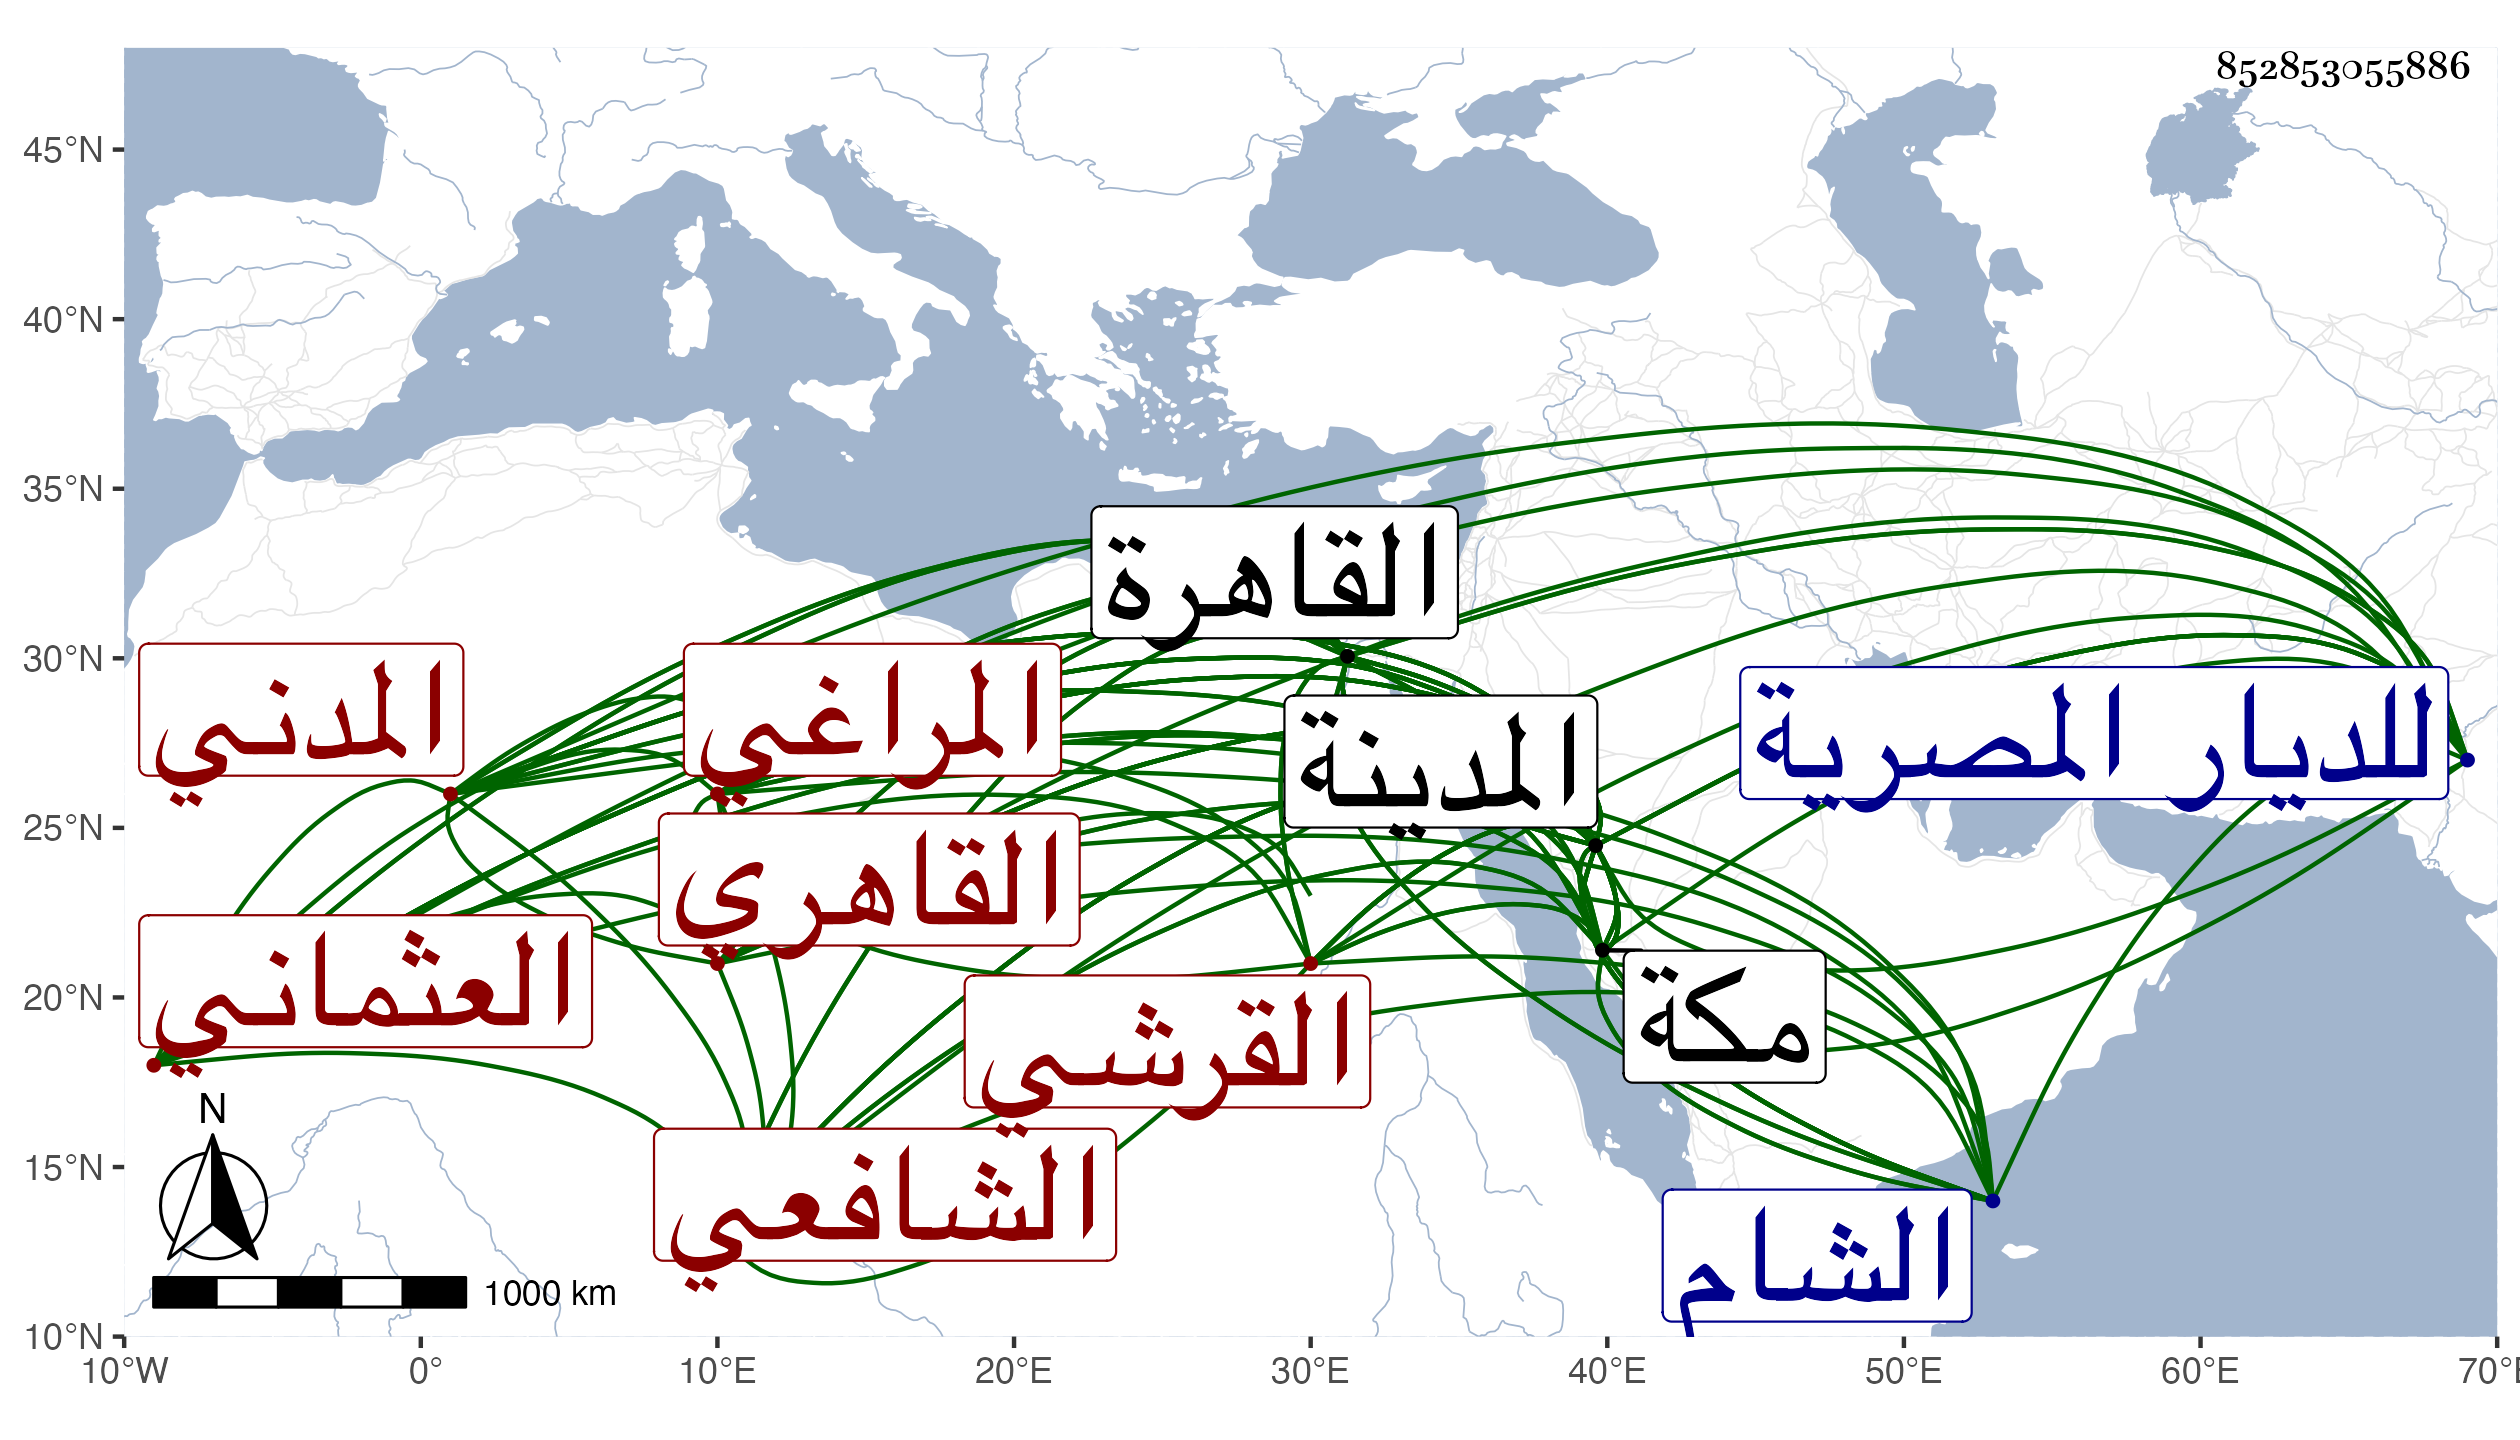 852853055886
45°N
40°N
35°N
30°N
25°N
20°N
15°N
10°N
القاهرة
المدني
المراغي
المدينة
للديار المصرية
القاهري
العثماني
مكة
القرشي
الشافعي
الشام
N
1000 km
10°W 0° 10°E 20°E 30°E 40°E 50°E 60°E 70°E